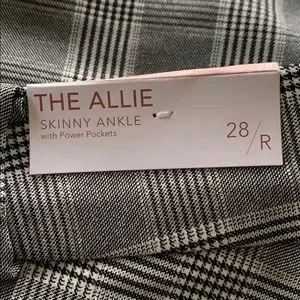 THE ALLIE
SKINNY ANKLE
with Power Pockets
28/R